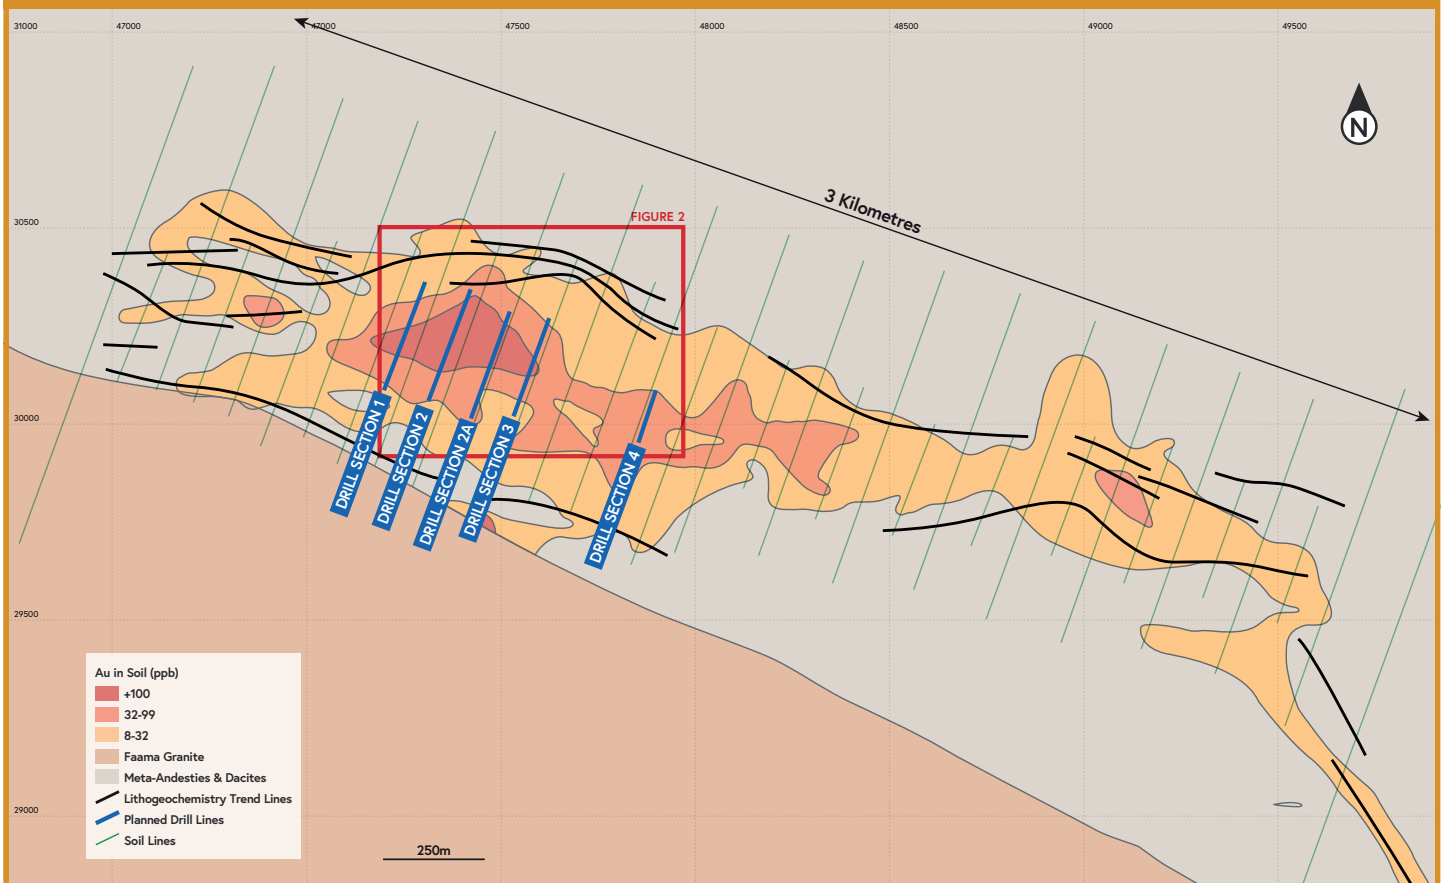 31000
47000
47000
47500
48000
48500
49000
49500
N
3 Kilometres
FIGURE 2
30500
30000
DRILL SECTION 1
DRILL SECTION 2
DRILL SECTION 2A
DRILL SECTION 3
DRILL SECTION 4
29500
29000
Au in Soil (ppb)
+100
32-99
8-32
Faama Granite
Meta-Andesties & Dacites
Lithogeochemistry Trend Lines
Planned Drill Lines
Soil Lines
250m